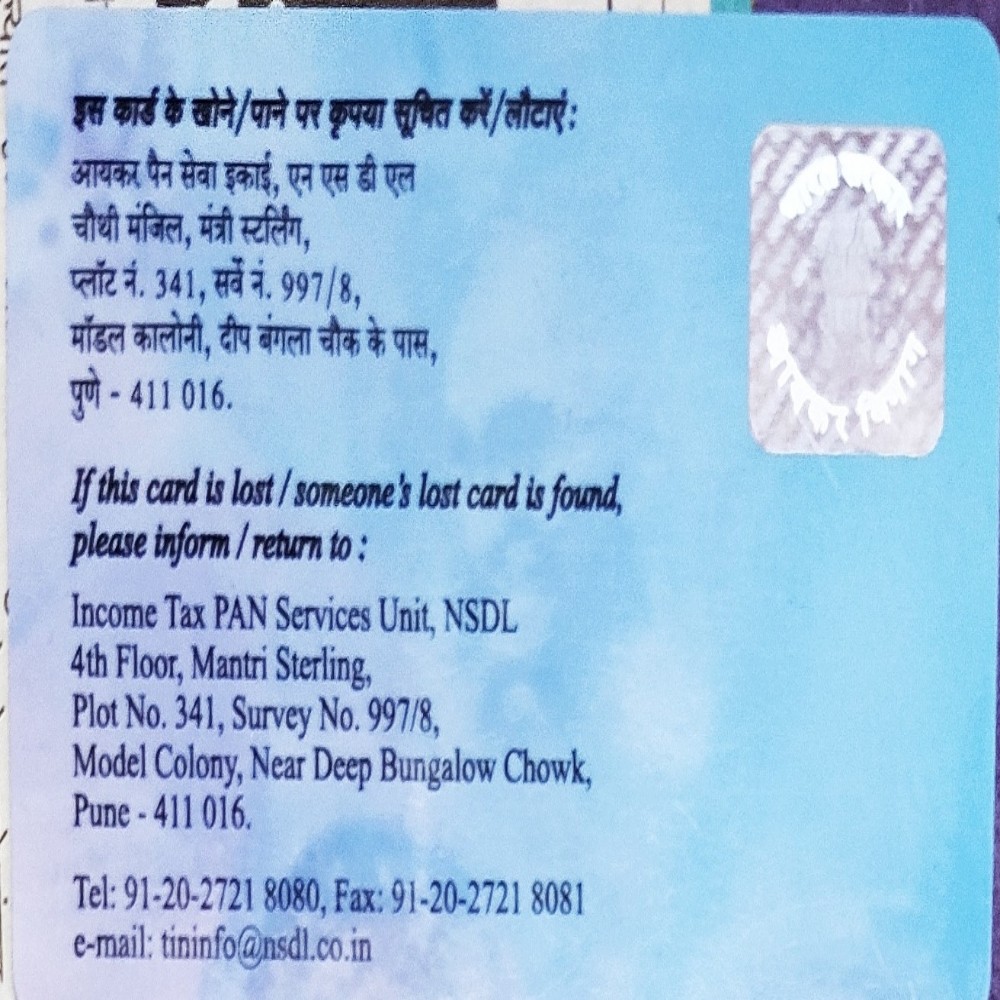 इस कार्ड के खोने/पाने पर कृपया सूचित करें/लौटाएं:
आयकर पैन सेवा इकाई, एन एस डी एल
चौथी मंजिल, मंत्री स्टर्लिंग,
प्लॉट नं. 341, सर्वे नं. 997/8,
मॉडल कालोनी, दीप बंगला चौक के पास,
पुणे - 411 016.
If this card is lost / someone's lost card is found,
please inform / return to :
Income Tax PAN Services Unit, NSDL
4th Floor, Mantri Sterling,
Plot No. 341, Survey No. 997/8,
Model Colony, Near Deep Bungalow Chowk,
Pune - 411 016.
Tel: 91-20-2721 8080, Fax: 91-20-2721 8081
e-mail: tininfo@nsdl.co.in